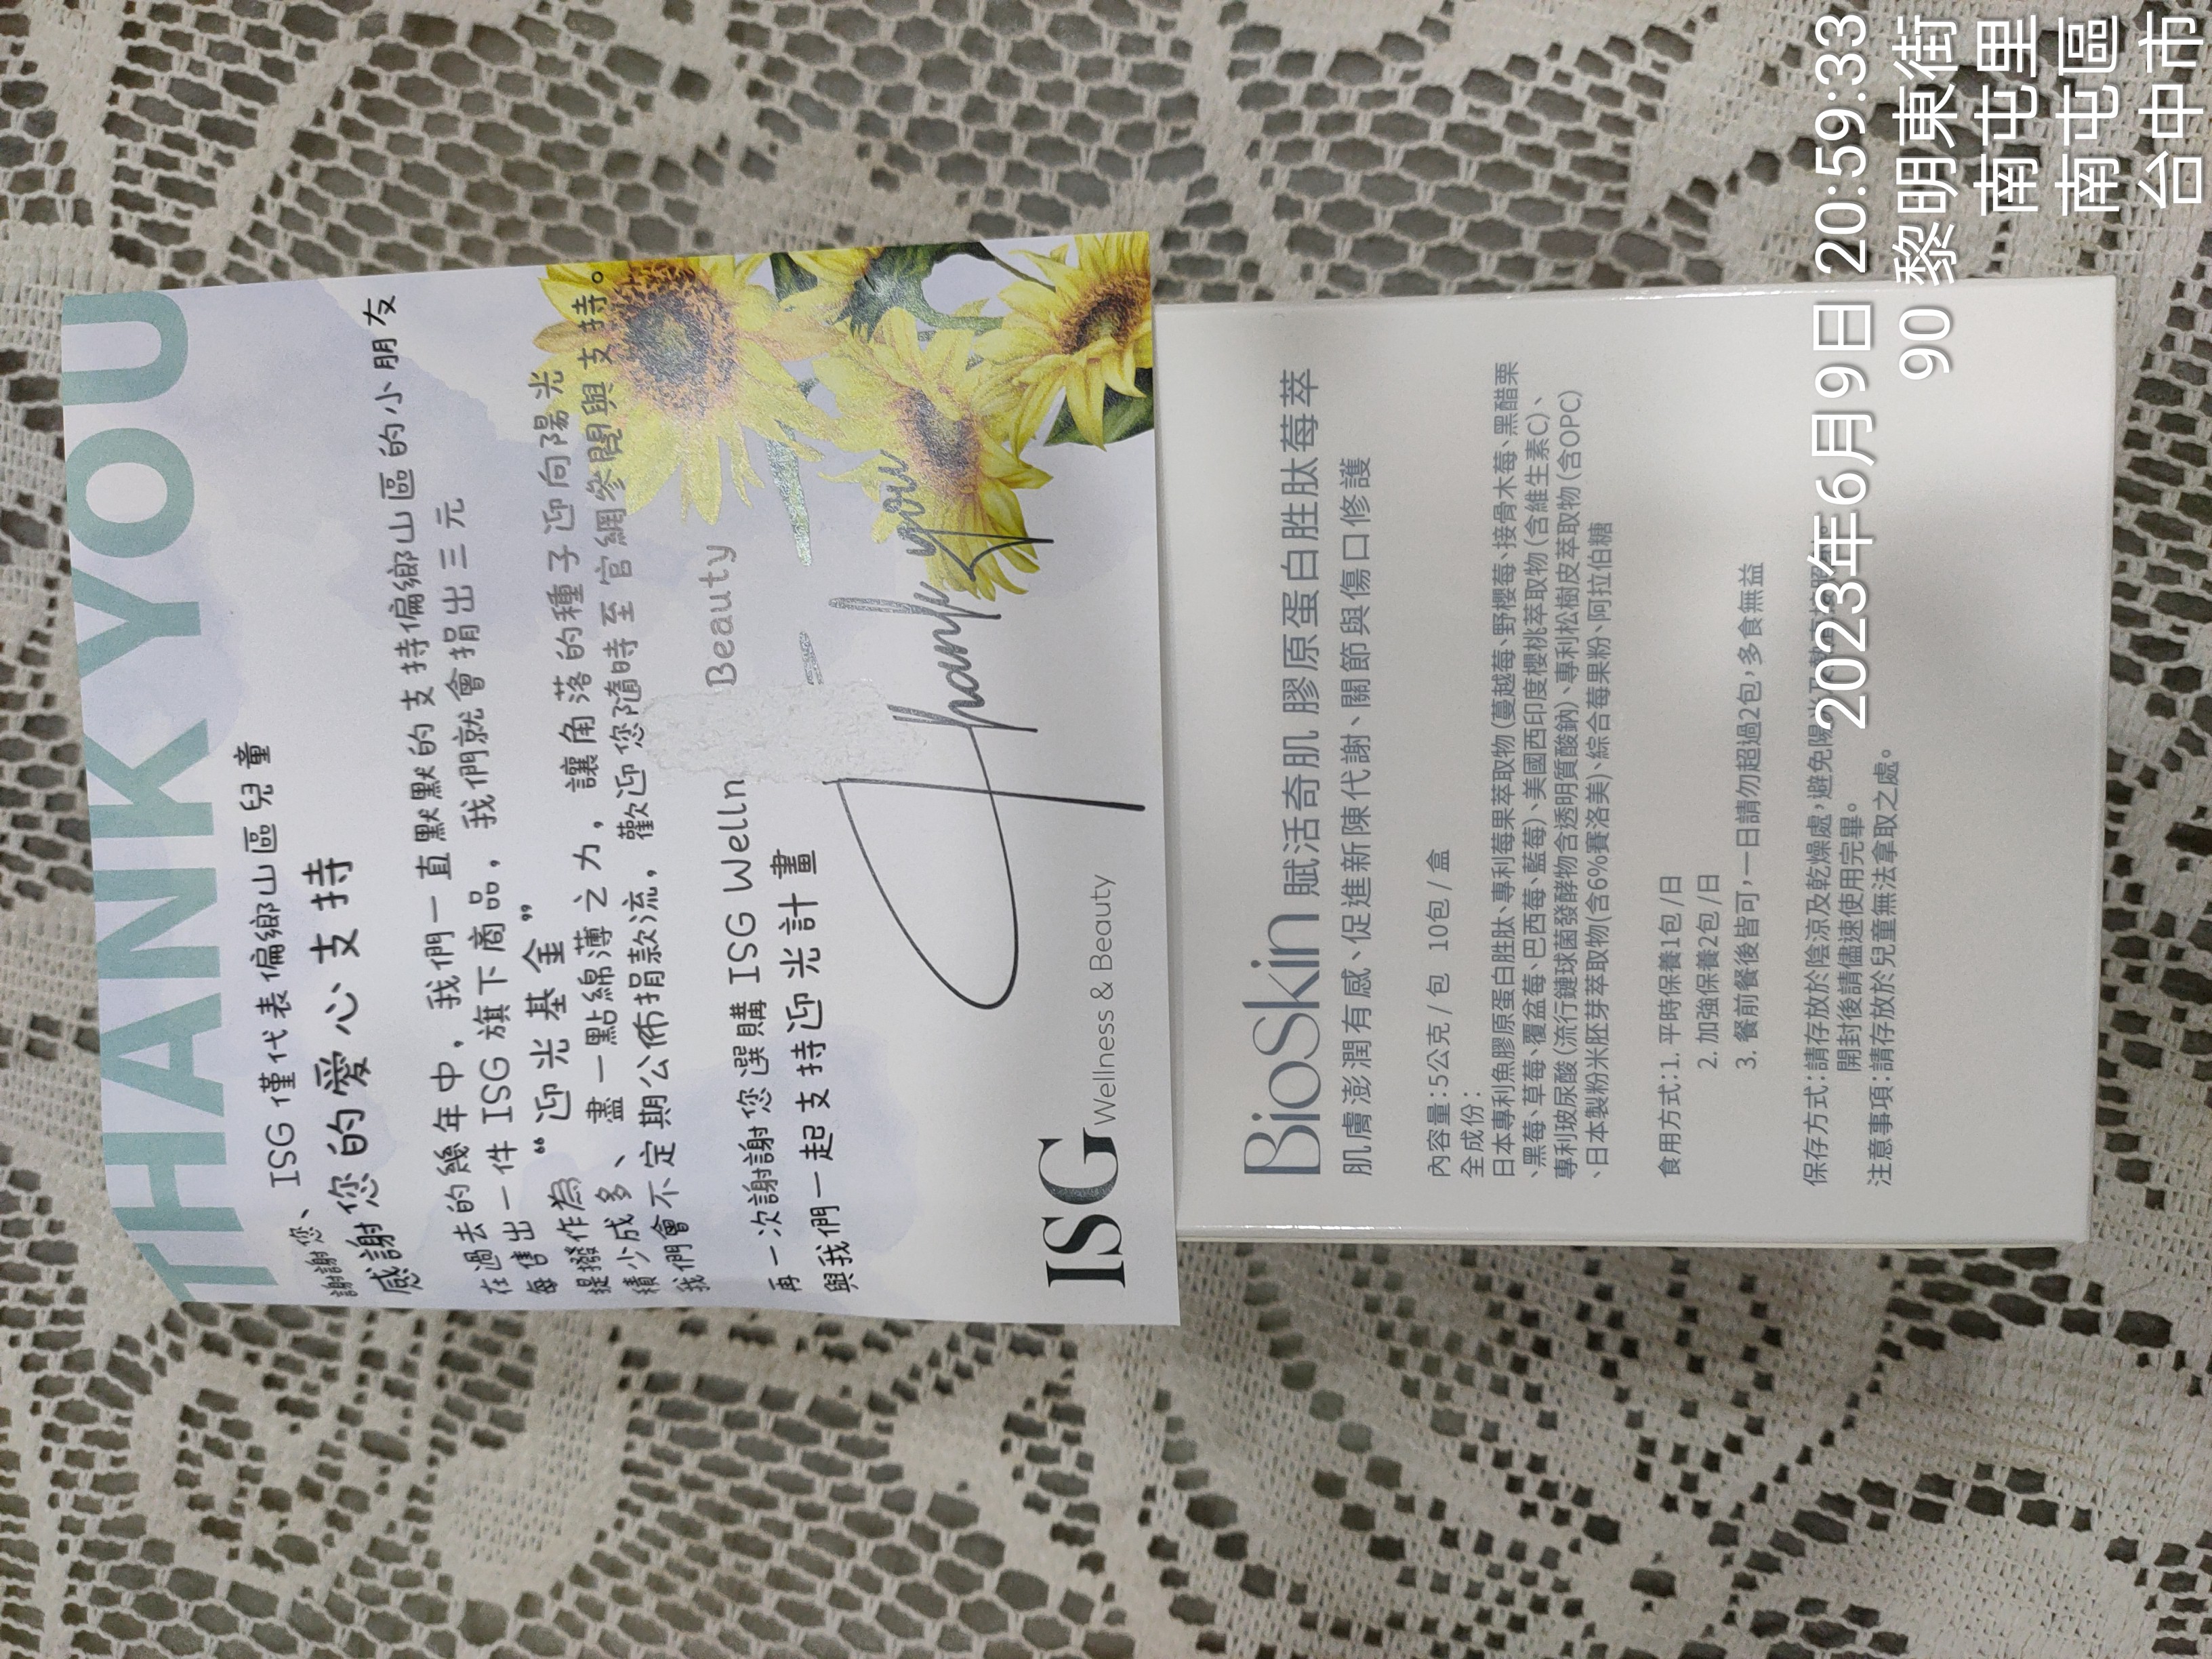 THANK YOU
謝謝您、ISG 僅代表偏鄉山區兒童
感謝您的愛心支持
在過去的幾年中，我們一直默默的支持偏鄉山區的小朋友
每售出一件 ISG 旗下商品，我們就會捐出三元
提撥作為 “迎光基金”
積少成多、盡一點綿薄之力，讓角落的種子迎向陽光
我們會不定期公佈捐款流，歡迎您隨時至官網參閱與支持。
再一次謝謝您選購 ISG Welln Beauty
與我們一起支持迎光計畫
Thank you
ISG Wellness & Beauty
BioSkin 賦活奇肌 膠原蛋白胜肽莓萃
肌膚澎潤有感、促進新陳代謝、關節與傷口修護
內容量：5公克 / 包 10包 / 盒
全成份：
日本專利魚膠原蛋白胜肽、專利莓果萃取物 (蔓越莓、野櫻莓、接骨木莓、黑醋栗
、黑莓、草莓、覆盆莓、巴西莓、藍莓)、美國西印度櫻桃萃取物 (含維生素C)、
專利玻尿酸 (流行鏈球菌發酵物含透明質酸鈉)、專利松樹皮萃取物 (含OPC)
、日本製粉米胚芽萃取物(含6%賽洛美)、綜合莓果粉、阿拉伯糖
食用方式：1. 平時保養1包 / 日
2. 加強保養2包 / 日
3. 餐前餐後皆可，一日請勿超過2包，多食無益
保存方式：請存放於陰涼及乾燥處，避免陽光
開封後請儘速使用完畢。
注意事項：請存放於兒童無法拿取之處。
2023年6月9日 20:59:33
90 黎明東街
南屯里
南屯區
台中市